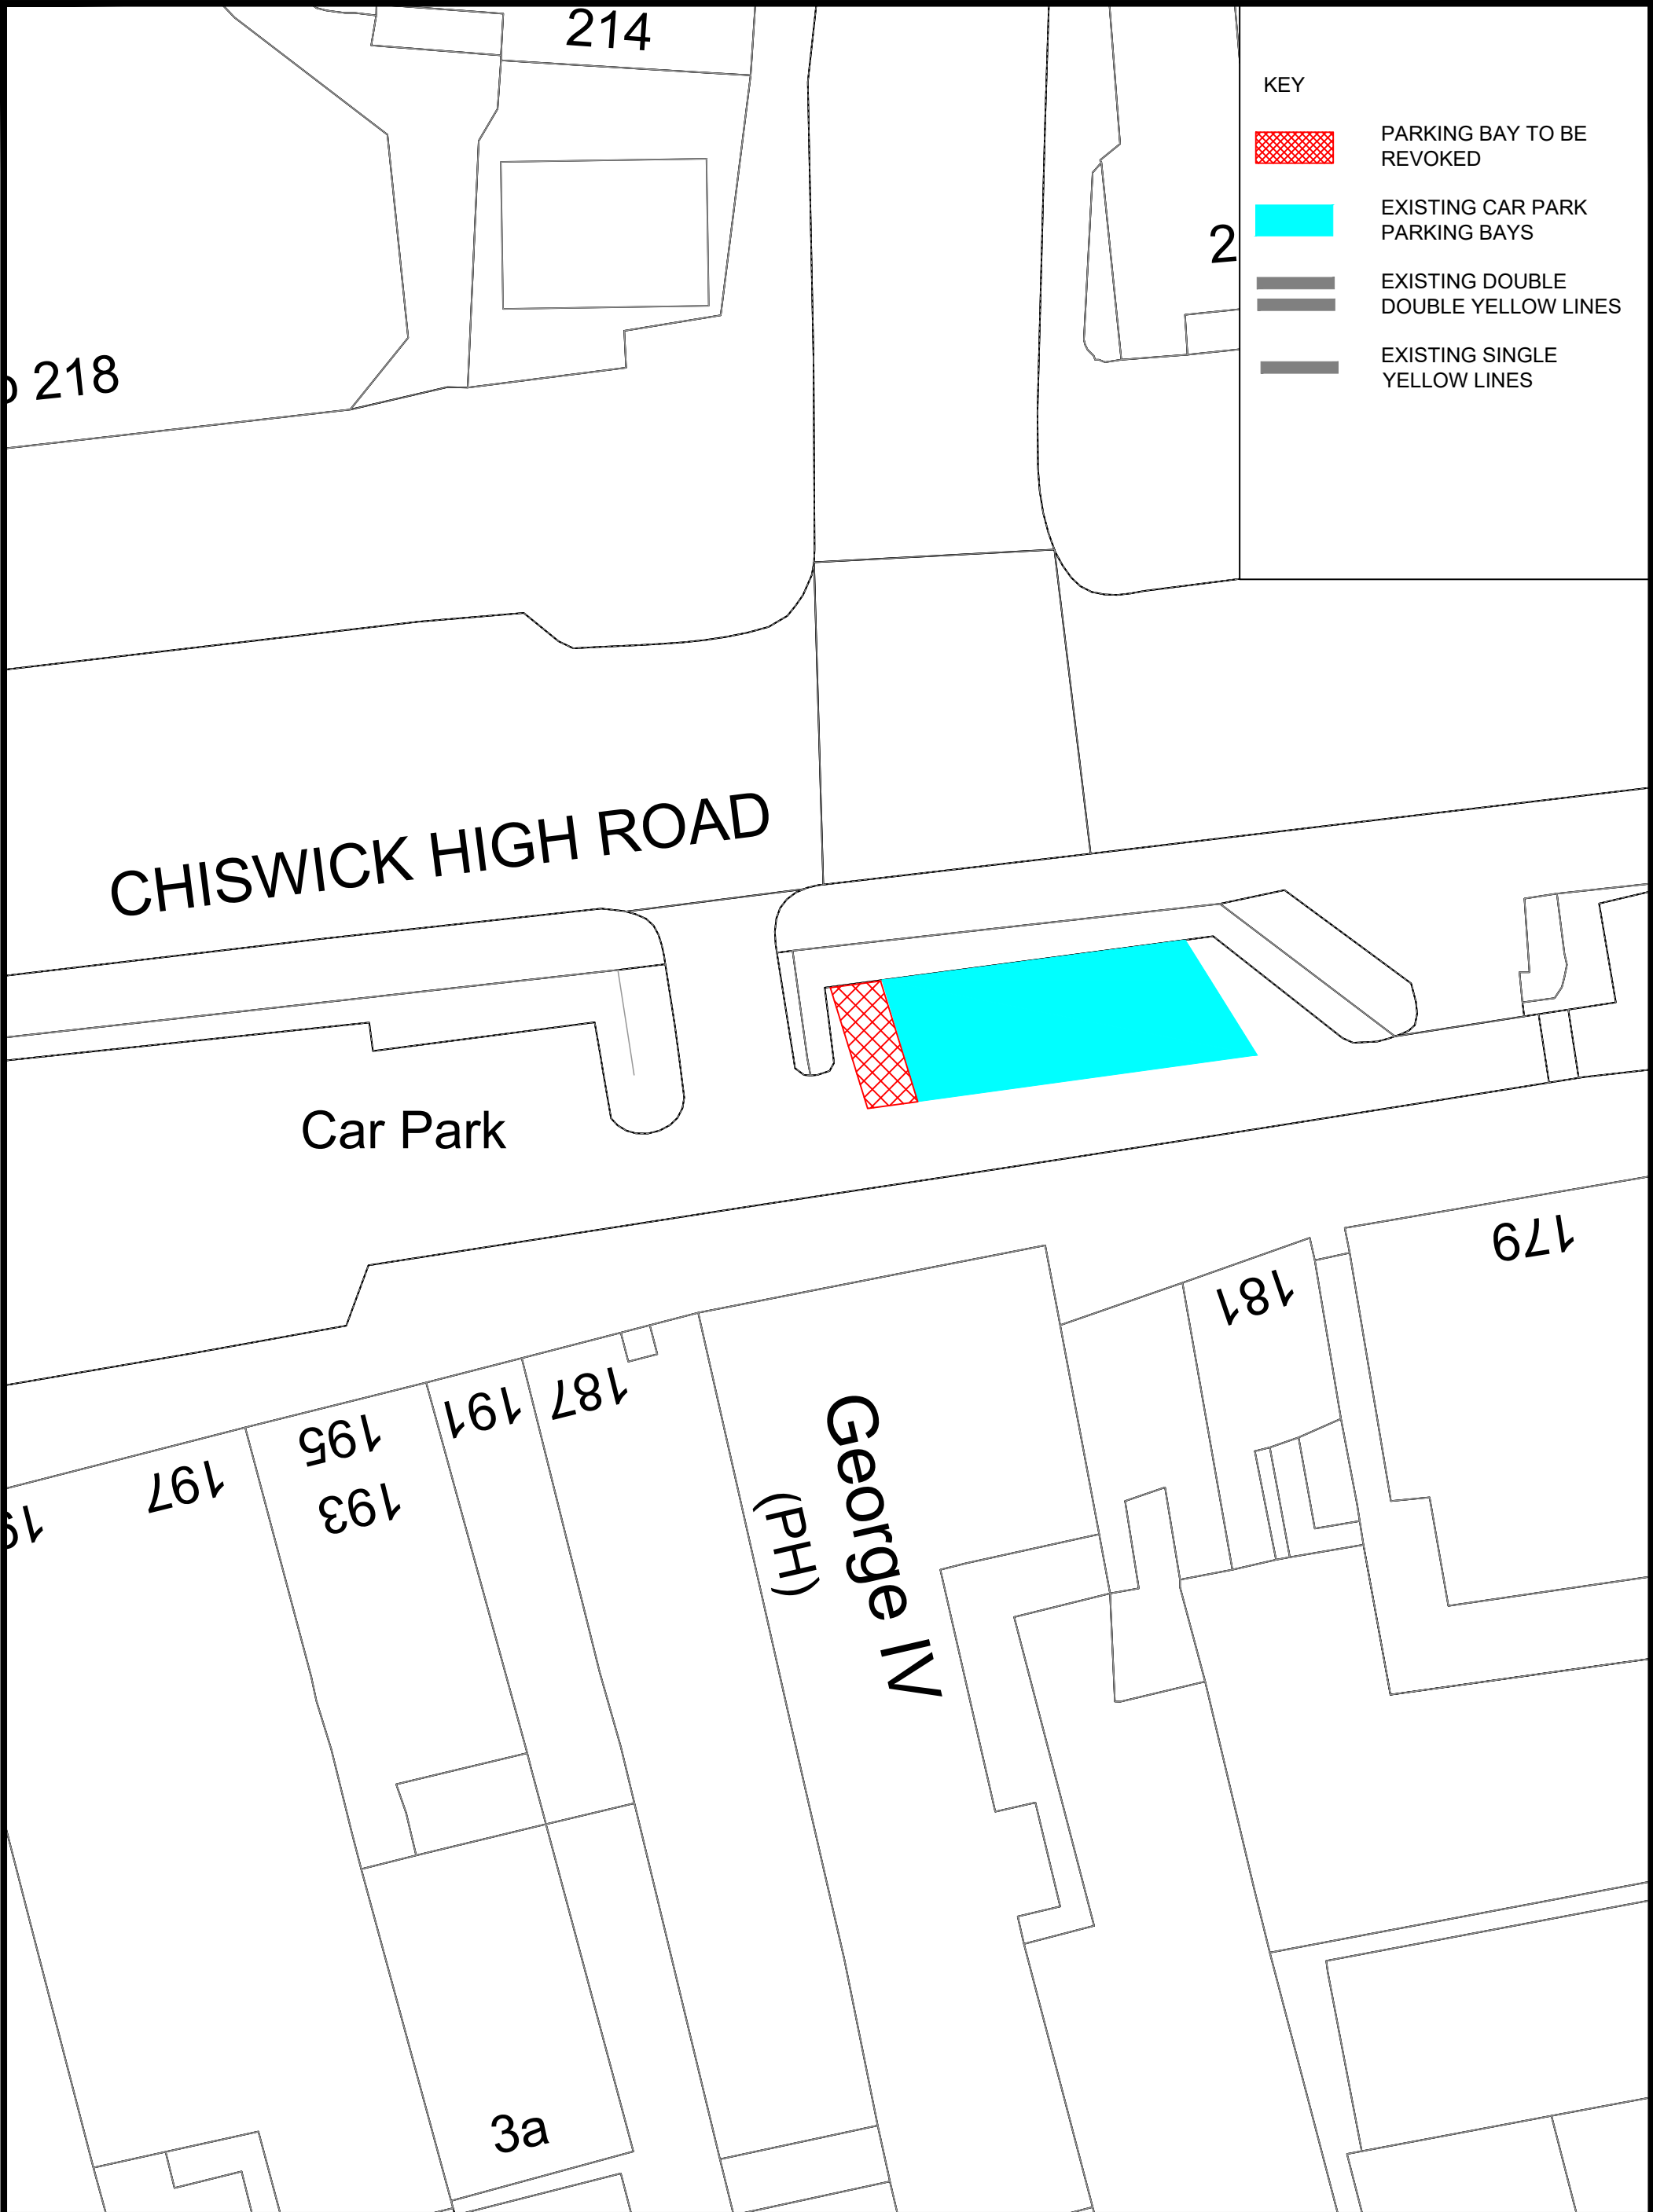 214
KEY
PARKING BAY TO BE
REVOKED
EXISTING CAR PARK
PARKING BAYS
2
EXISTING DOUBLE
DOUBLE YELLOW LINES
EXISTING SINGLE
YELLOW LINES
218
CHISWICK HIGH ROAD
Car Park
179
181
187
191
195
193
197
George IV
(PH)
3a